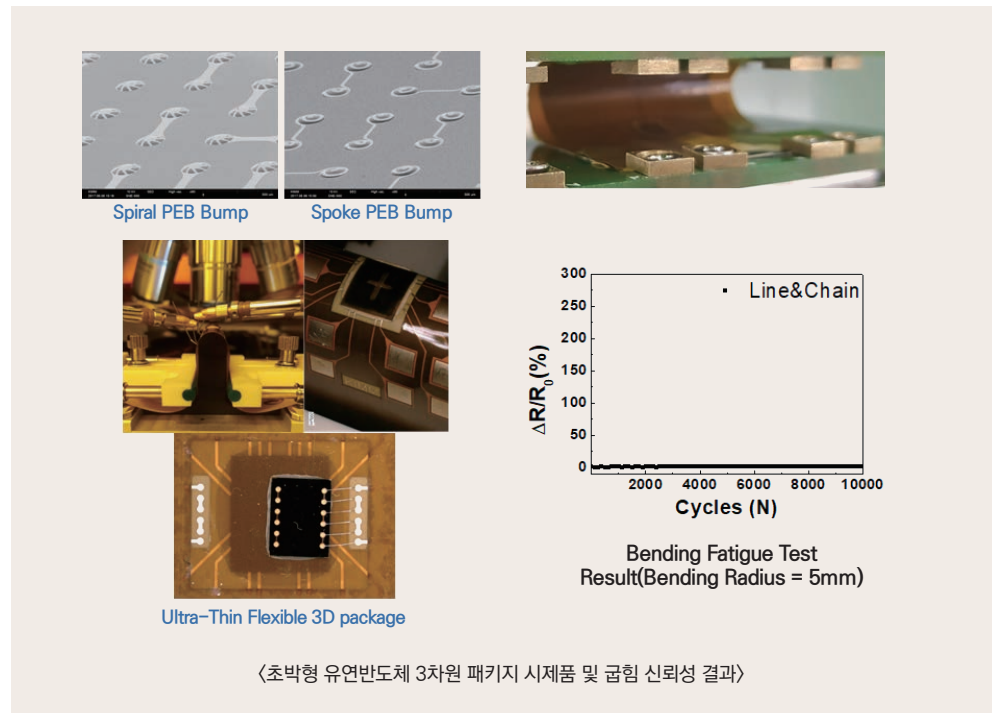 Spiral PEB Bump
Spoke PEB Bump
Ultra-Thin Flexible 3D package
300
250
200
150
100
50
0
ΔR/R0(%)
Line&Chain
2000 4000 6000 8000 10000
Cycles (N)
Bending Fatigue Test
Result(Bending Radius = 5mm)
〈초박형 유연반도체 3차원 패키지 시제품 및 굽힘 신뢰성 결과〉